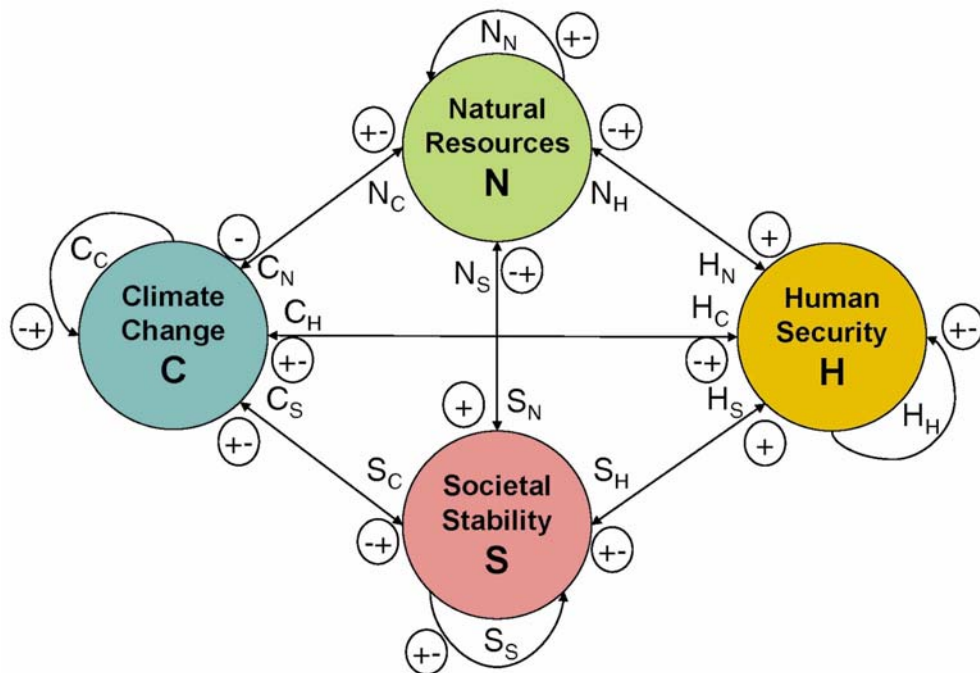 N_N
+-
Natural
Resources
N
+-
-+
N_C
N_H
C_C
-
C_N
N_S
-+
+
H_N
Climate
Change
C
-+
C_H
H_C
Human
Security
H
+-
+-
-+
C_S
+-
+
S_N
H_S
+
H_H
S_C
S_H
Societal
Stability
S
-+
+-
+-
S_S